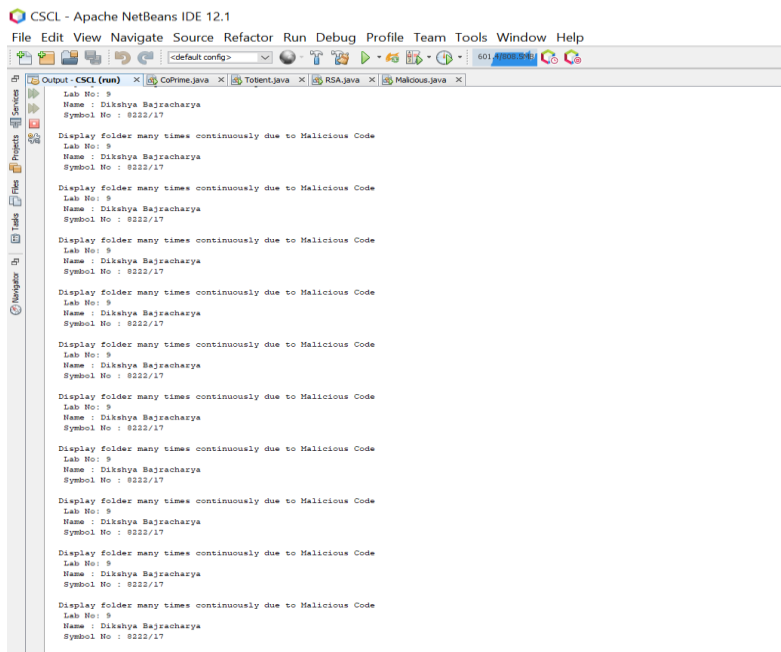 CSCL - Apache NetBeans IDE 12.1
File Edit View Navigate Source Refactor Run Debug Profile Team Tools Window Help
<default config>
Output - CSCL (run) CoPrime.java Totient.java RSA.java Malicious.java
Services
Projects
Files
Tasks
Navigator
Lab No: 9
Name : Dikshya Bajracharya
Symbol No : 8222/17
Display folder many times continuously due to Malicious Code
Lab No: 9
Name : Dikshya Bajracharya
Symbol No : 8222/17
Display folder many times continuously due to Malicious Code
Lab No: 9
Name : Dikshya Bajracharya
Symbol No : 8222/17
Display folder many times continuously due to Malicious Code
Lab No: 9
Name : Dikshya Bajracharya
Symbol No : 8222/17
Display folder many times continuously due to Malicious Code
Lab No: 9
Name : Dikshya Bajracharya
Symbol No : 8222/17
Display folder many times continuously due to Malicious Code
Lab No: 9
Name : Dikshya Bajracharya
Symbol No : 8222/17
Display folder many times continuously due to Malicious Code
Lab No: 9
Name : Dikshya Bajracharya
Symbol No : 8222/17
Display folder many times continuously due to Malicious Code
Lab No: 9
Name : Dikshya Bajracharya
Symbol No : 8222/17
Display folder many times continuously due to Malicious Code
Lab No: 9
Name : Dikshya Bajracharya
Symbol No : 8222/17
Display folder many times continuously due to Malicious Code
Lab No: 9
Name : Dikshya Bajracharya
Symbol No : 8222/17
Display folder many times continuously due to Malicious Code
Lab No: 9
Name : Dikshya Bajracharya
Symbol No : 8222/17